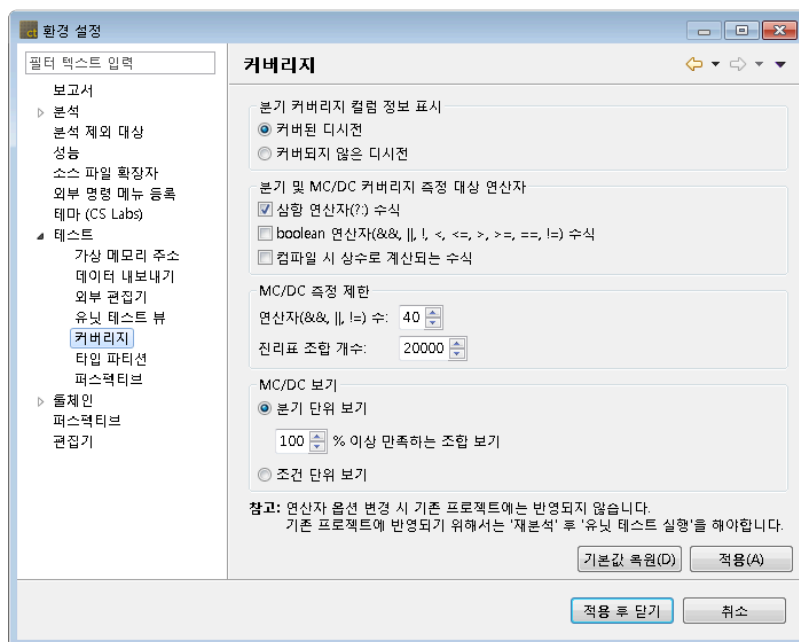 ct 환경 설정
필터 텍스트 입력
보고서
분석
분석 제외 대상
성능
소스 파일 확장자
외부 명령 메뉴 등록
테마 (CS Labs)
테스트
가상 메모리 주소
데이터 내보내기
외부 편집기
유닛 테스트 뷰
커버리지
타입 파티션
퍼스펙티브
툴체인
퍼스펙티브
편집기
커버리지
분기 커버리지 컬럼 정보 표시
커버된 디시전
커버되지 않은 디시전
분기 및 MC/DC 커버리지 측정 대상 연산자
삼항 연산자(?:) 수식
boolean 연산자(&&, ||, !, <, <=, >, >=, ==, !=) 수식
컴파일 시 상수로 계산되는 수식
MC/DC 측정 제한
연산자(&&, ||, !=) 수: 40
진리표 조합 개수: 20000
MC/DC 보기
분기 단위 보기
100 % 이상 만족하는 조합 보기
조건 단위 보기
참고: 연산자 옵션 변경 시 기존 프로젝트에는 반영되지 않습니다.
기존 프로젝트에 반영되기 위해서는 '재분석' 후 '유닛 테스트 실행'을 해야합니다.
기본값 복원(D) 적용(A)
적용 후 닫기 취소